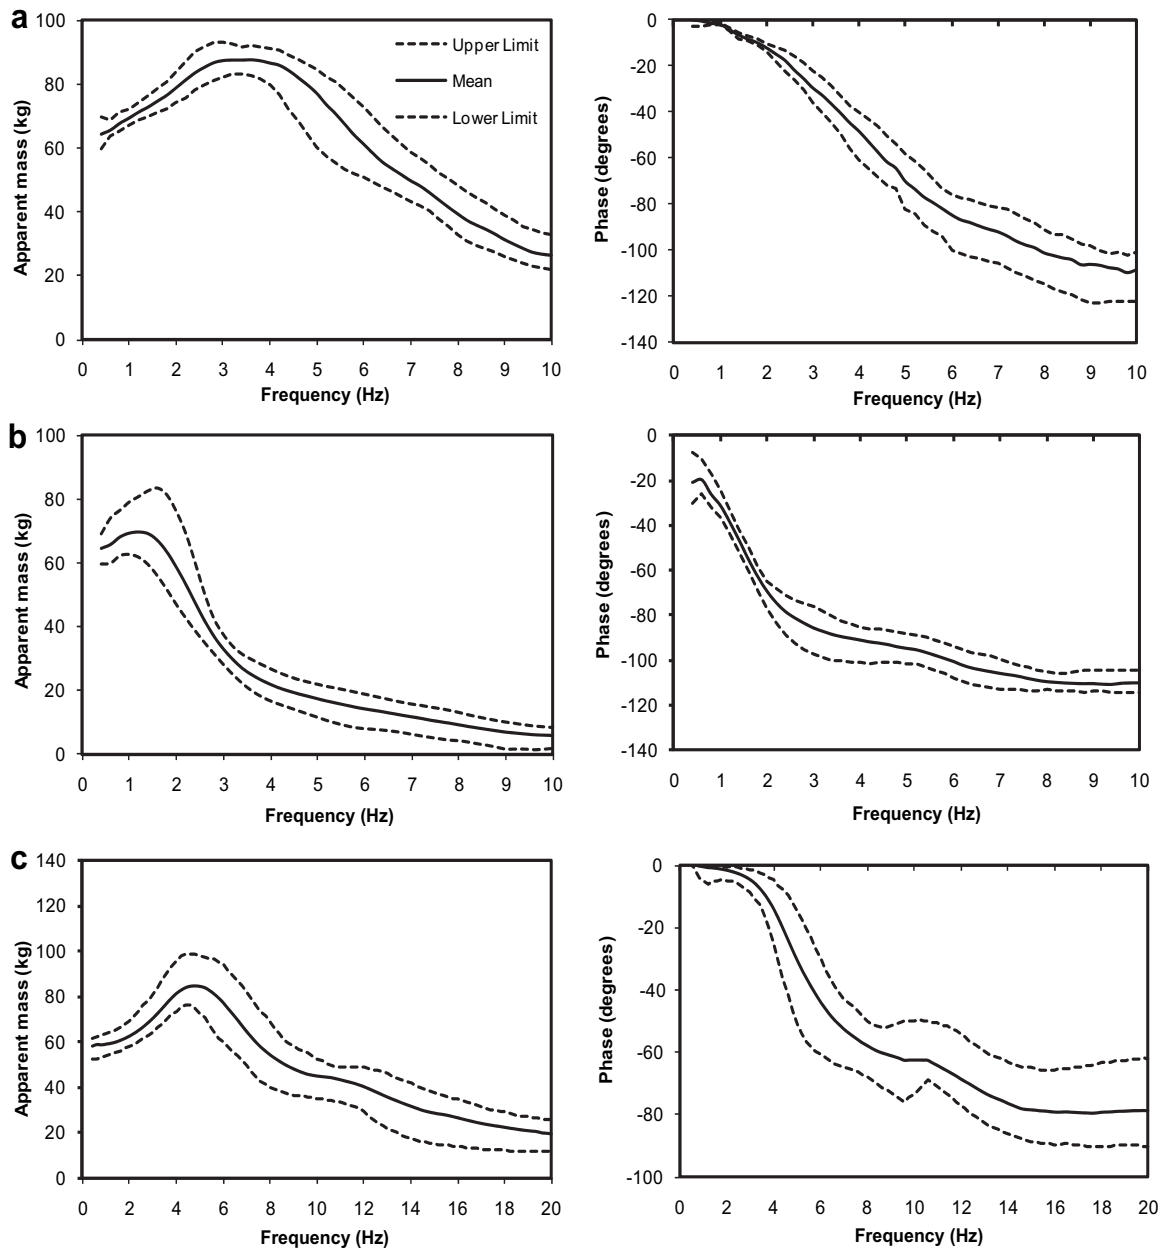 a
100
80
60
40
20
0
Apparent mass (kg)
Upper Limit
Mean
Lower Limit
0 1 2 3 4 5 6 7 8 9 10
Frequency (Hz)
0
-20
-40
-60
-80
-100
-120
-140
Phase (degrees)
0 1 2 3 4 5 6 7 8 9 10
Frequency (Hz)
b
100
80
60
40
20
0
Apparent mass (kg)
0 1 2 3 4 5 6 7 8 9 10
Frequency (Hz)
0
-20
-40
-60
-80
-100
-120
-140
Phase (degrees)
0 1 2 3 4 5 6 7 8 9 10
Frequency (Hz)
c
140
120
100
80
60
40
20
0
Apparent mass (kg)
0 2 4 6 8 10 12 14 16 18 20
Frequency (Hz)
0
-20
-40
-60
-80
-100
Phase (degrees)
0 2 4 6 8 10 12 14 16 18 20
Frequency (Hz)